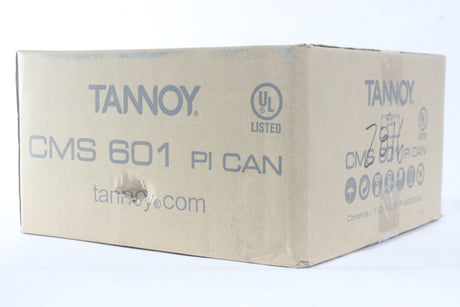 TANNOY®
UL
LISTED
CMS 601 PI CAN
tannoy.com
TANNOY
CMS 601 PI CAN